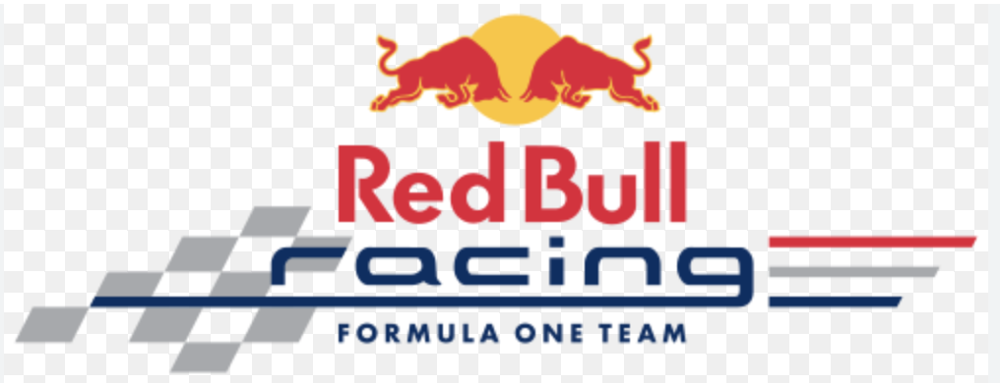 Red Bull
racing
FORMULA ONE TEAM